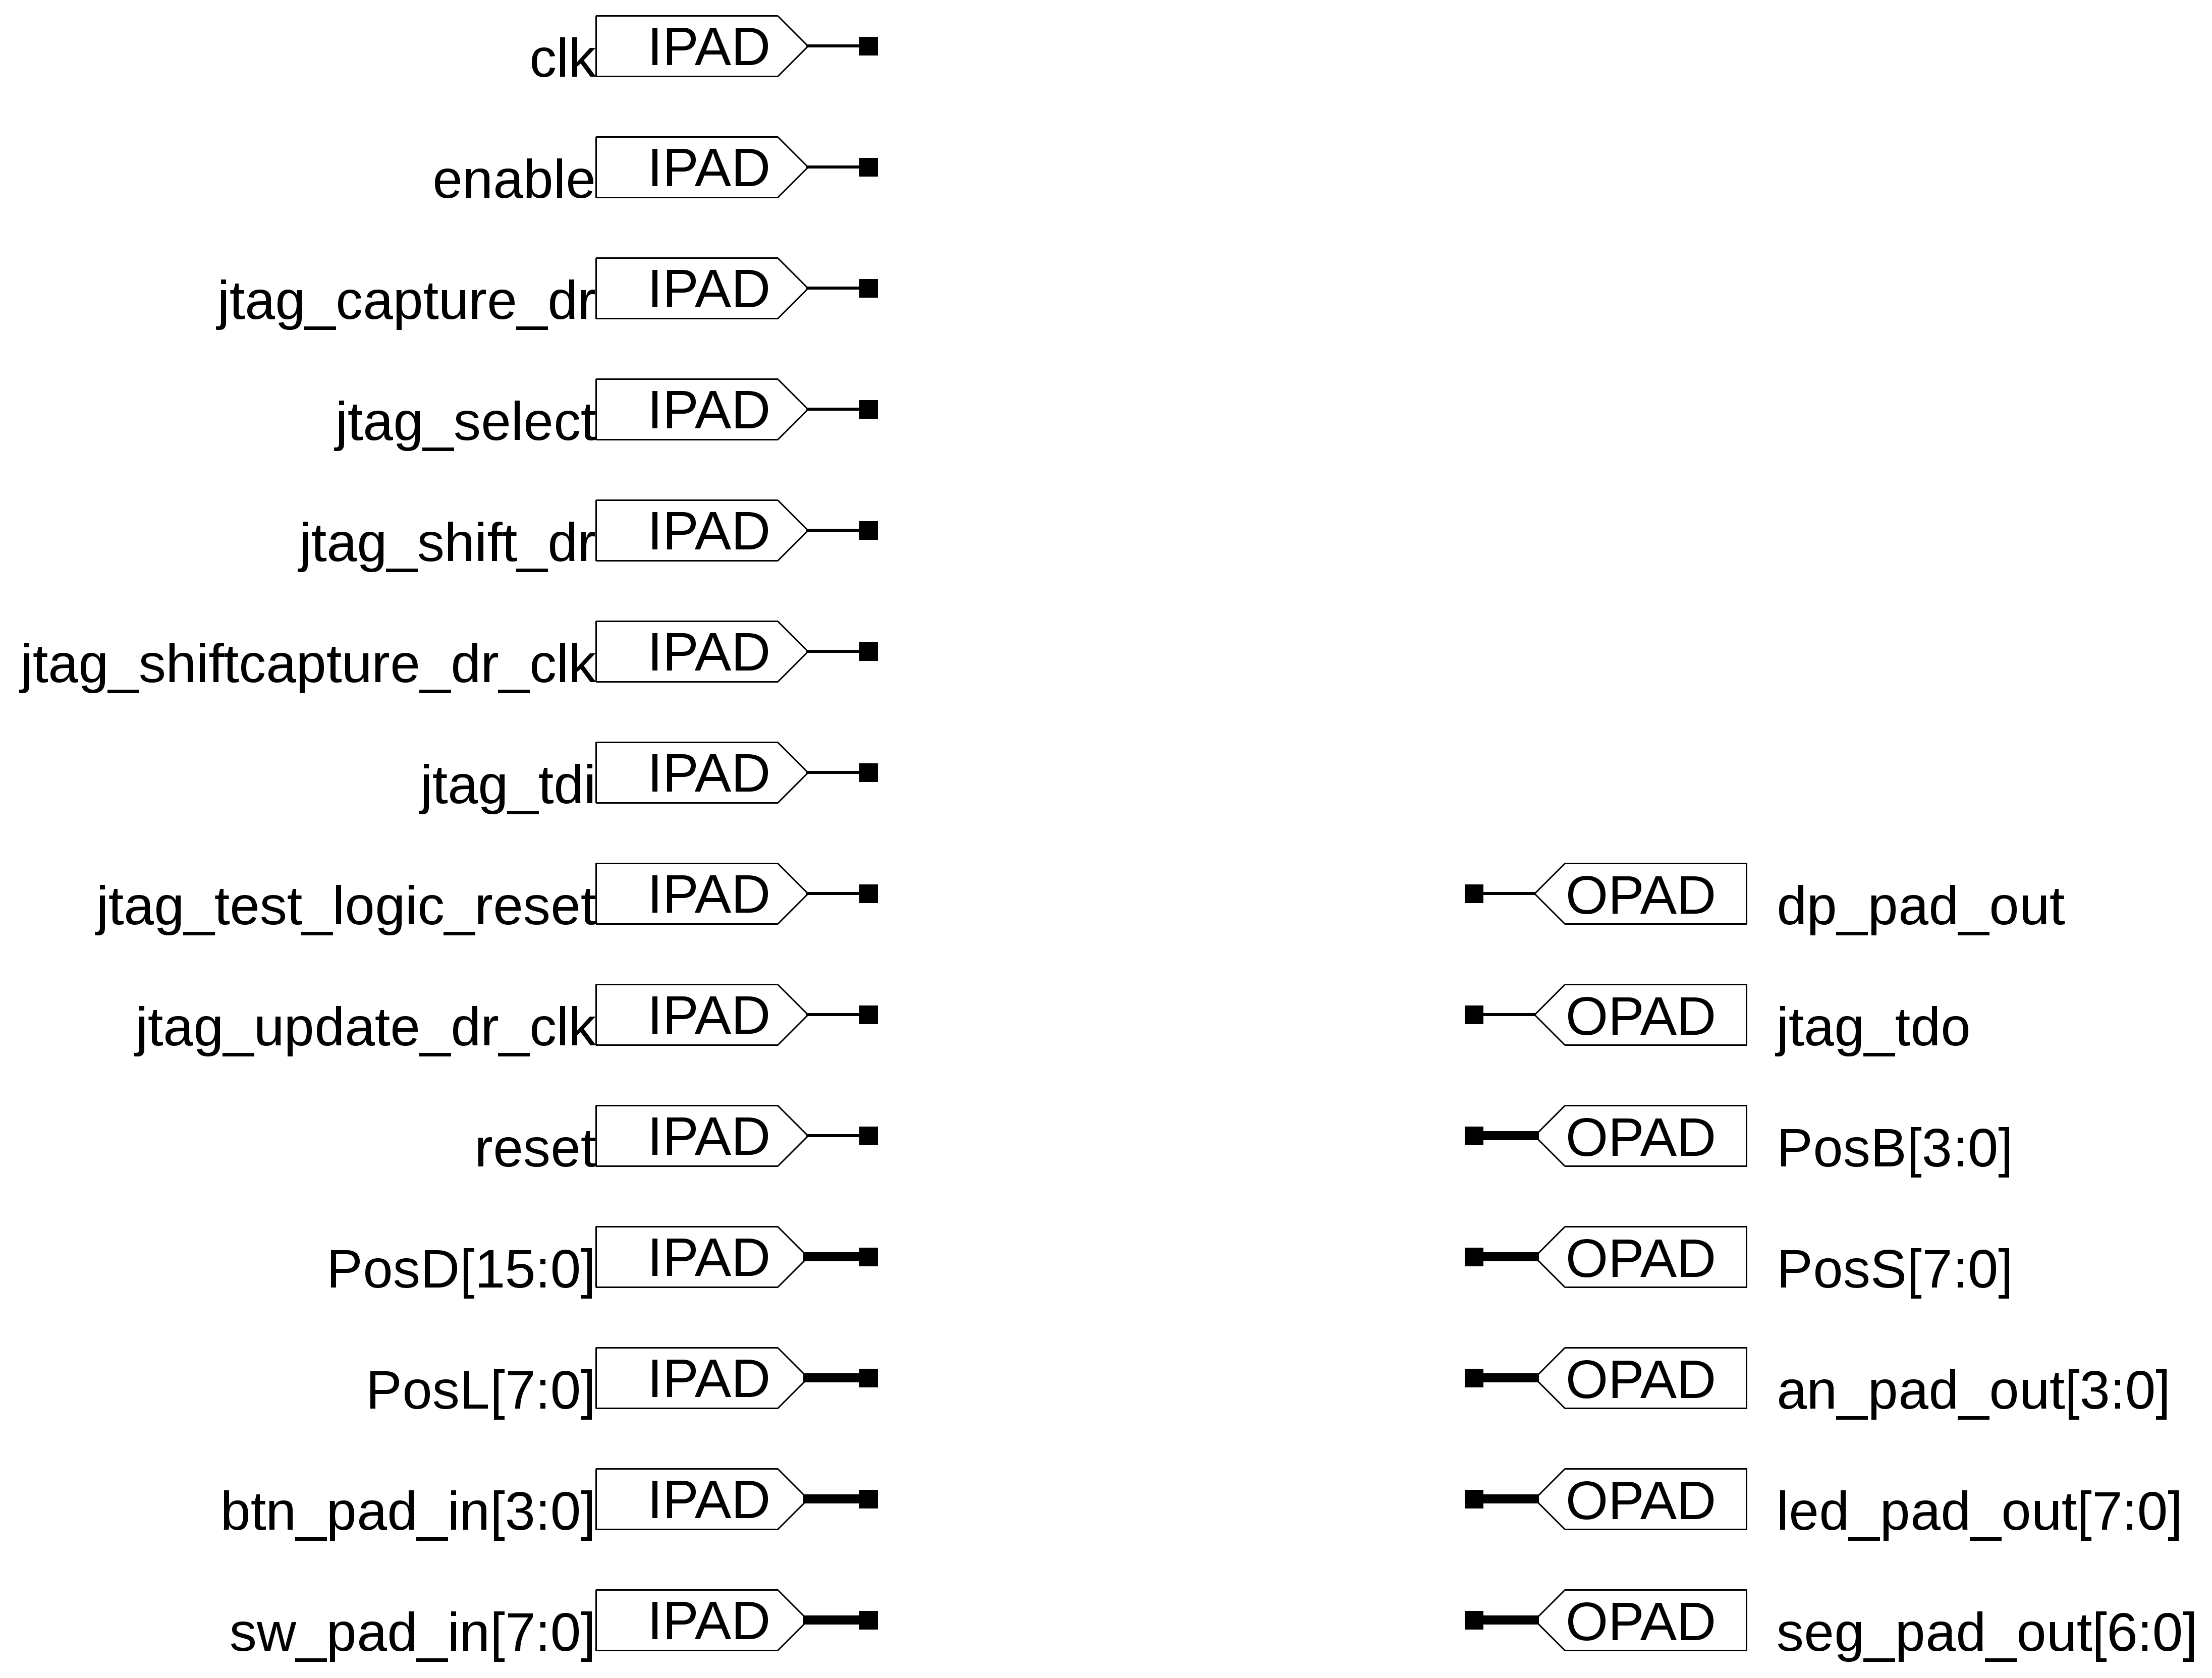 clk IPAD
enable IPAD
jtag_capture_dr IPAD
jtag_select IPAD
jtag_shift_dr IPAD
jtag_shiftcapture_dr_clk IPAD
jtag_tdi IPAD
jtag_test_logic_reset IPAD OPAD dp_pad_out
jtag_update_dr_clk IPAD OPAD jtag_tdo
reset IPAD OPAD PosB[3:0]
PosD[15:0] IPAD OPAD PosS[7:0]
PosL[7:0] IPAD OPAD an_pad_out[3:0]
btn_pad_in[3:0] IPAD OPAD led_pad_out[7:0]
sw_pad_in[7:0] IPAD OPAD seg_pad_out[6:0]